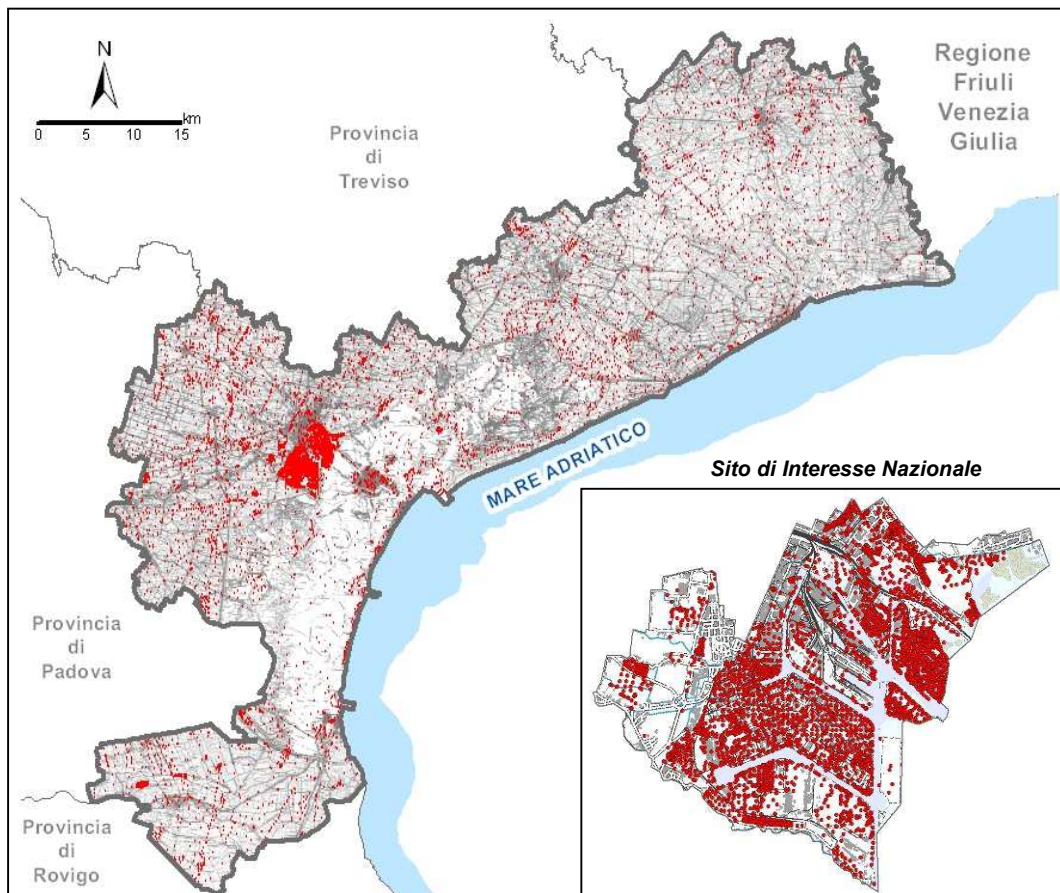 N
km
0 5 10 15
Provincia
di
Treviso
Regione
Friuli
Venezia
Giulia
MARE ADRIATICO
Sito di Interesse Nazionale
Provincia
di
Padova
Provincia
di
Rovigo